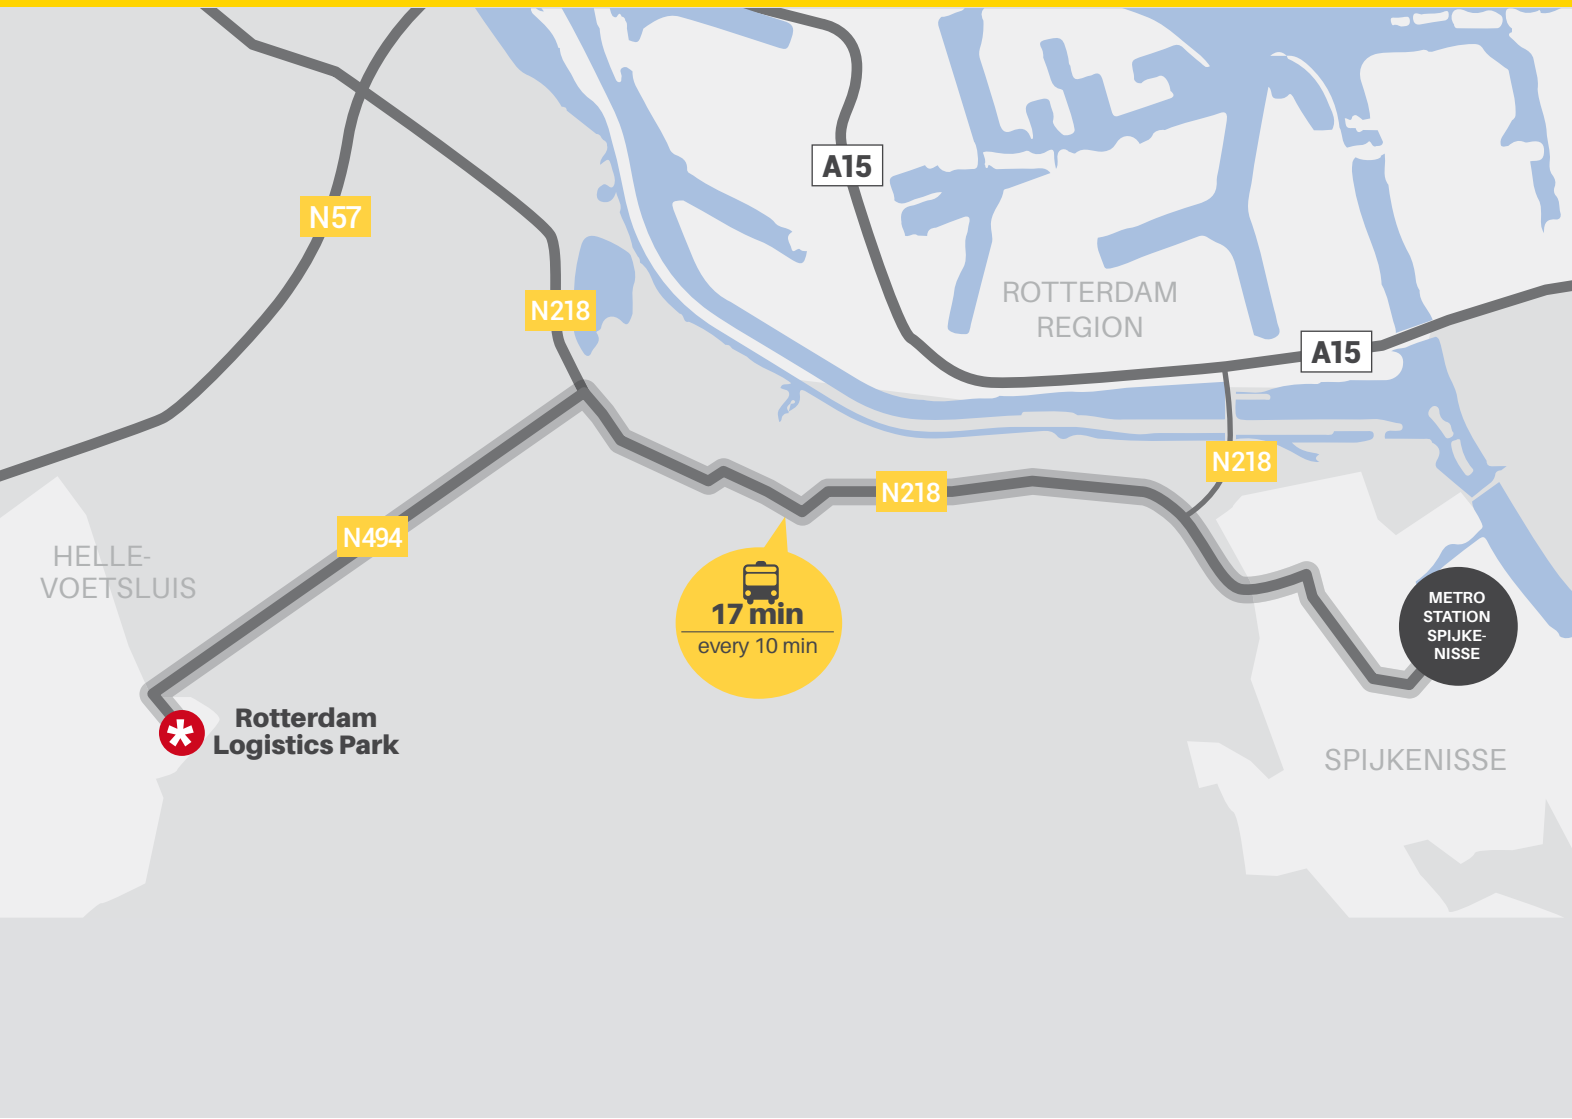 A15
N57
N218
ROTTERDAM
REGION
A15
N218
N218
N494
HELLE-
VOETSLUIS
17 min
every 10 min
METRO
STATION
SPIJKE-
NISSE
Rotterdam
Logistics Park
SPIJKENISSE